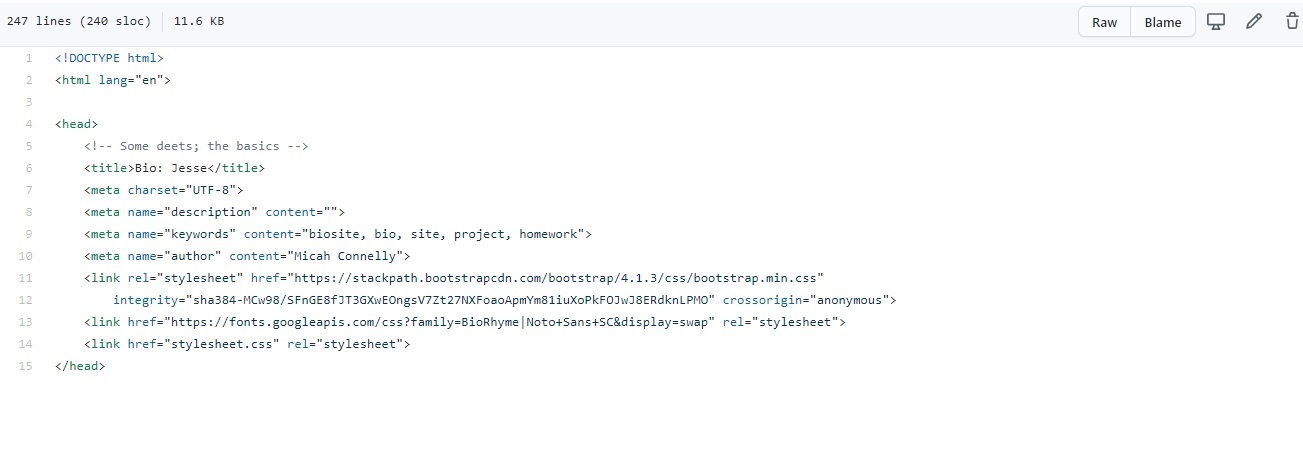 247 lines (240 sloc) 11.6 KB Raw Blame
1 <!DOCTYPE html>
2 <html lang="en">
3
4 <head>
5 <!-- Some deets; the basics -->
6 <title>Bio: Jesse</title>
7 <meta charset="UTF-8">
8 <meta name="description" content="">
9 <meta name="keywords" content="biosite, bio, site, project, homework">
10 <meta name="author" content="Micah Connelly">
11 <link rel="stylesheet" href="https://stackpath.bootstrapcdn.com/bootstrap/4.1.3/css/bootstrap.min.css"
12 integrity="sha384-MCw98/SFnGE8fJT3GXwEOngsV7Zt27NXFoaoApmYm81iuXoPkFOJwJ8ERdknLPMO" crossorigin="anonymous">
13 <link href="https://fonts.googleapis.com/css?family=BioRhyme|Noto+Sans+SC&display=swap" rel="stylesheet">
14 <link href="stylesheet.css" rel="stylesheet">
15 </head>